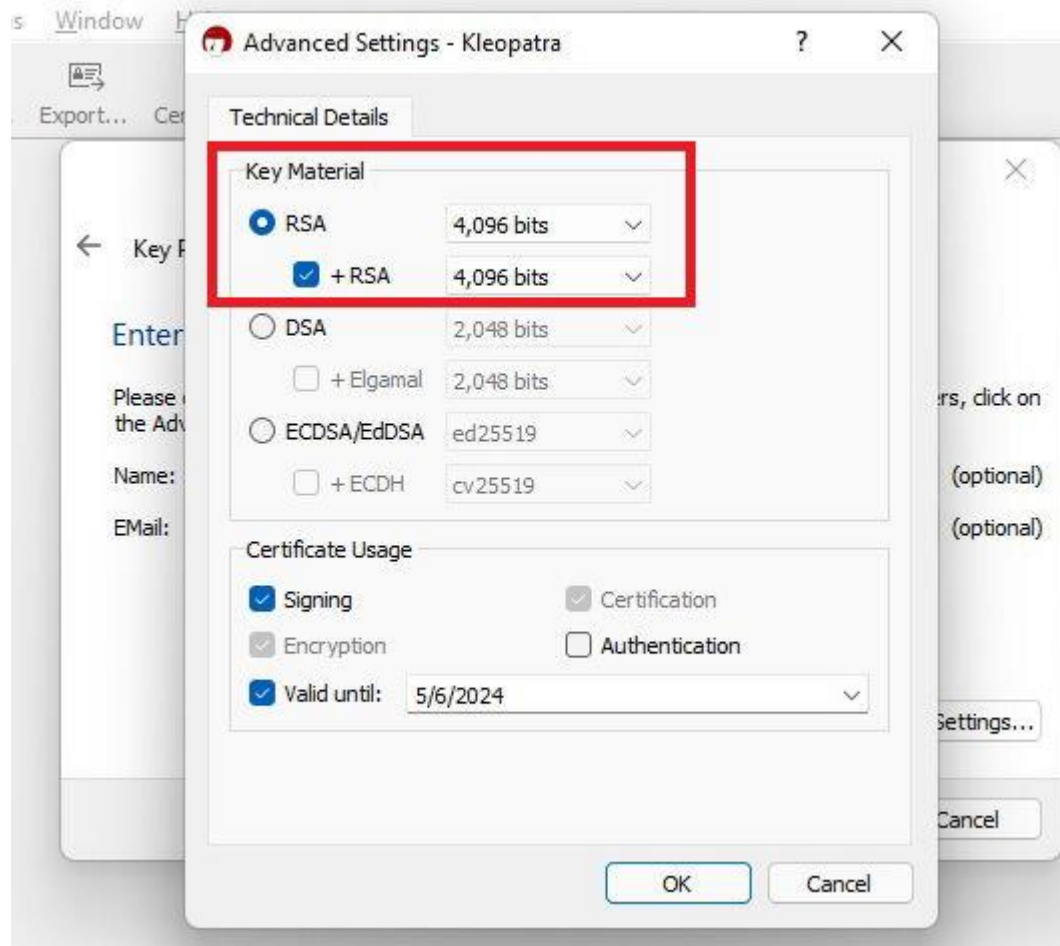 Window
Advanced Settings - Kleopatra
?
Export...
Technical Details
Key Material
RSA 4,096 bits
+ RSA 4,096 bits
DSA 2,048 bits
+ Elgamal 2,048 bits
ECDSA/EdDSA ed25519
+ ECDH cv25519
Key
Enter
Please
rs, click on
the Adv
Name: (optional)
EMail: (optional)
Certificate Usage
Signing Certification
Encryption Authentication
Valid until: 5/6/2024
Settings...
Cancel
OK Cancel